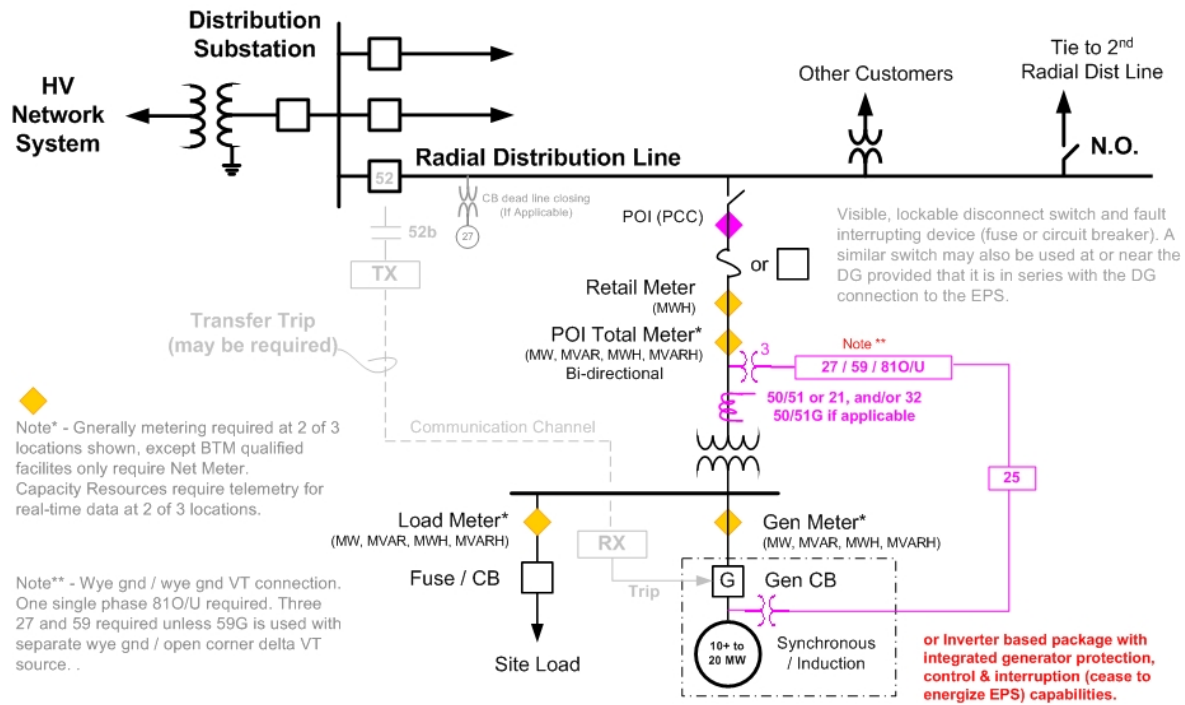 Distribution
Substation
HV
Network
System
Other Customers
Tie to 2nd
Radial Dist Line
N.O.
Radial Distribution Line
52
CB dead line closing
(If Applicable)
27
52b
TX
POI (PCC)
Visible, lockable disconnect switch and fault
interrupting device (fuse or circuit breaker). A
similar switch may also be used at or near the
DG provided that it is in series with the DG
connection to the EPS.
or
Retail Meter
(MWH)
Transfer Trip
(may be required)
POI Total Meter*
(MW, MVAR, MWH, MVARH)
Bi-directional
3
Note **
27 / 59 / 81O/U
50/51 or 21, and/or 32
50/51G if applicable
Note* - Gnerally metering required at 2 of 3
locations shown, except BTM qualified
facilites only require Net Meter.
Capacity Resources require telemetry for
real-time data at 2 of 3 locations.
Communication Channel
25
Load Meter*
(MW, MVAR, MWH, MVARH)
Gen Meter*
(MW, MVAR, MWH, MVARH)
RX
Fuse / CB
Trip
G
Gen CB
Note** - Wye gnd / wye gnd VT connection.
One single phase 81O/U required. Three
27 and 59 required unless 59G is used with
separate wye gnd / open corner delta VT
source. .
Site Load
10+ to
20 MW
Synchronous
/ Induction
or Inverter based package with
integrated generator protection,
control & interruption (cease to
energize EPS) capabilities.